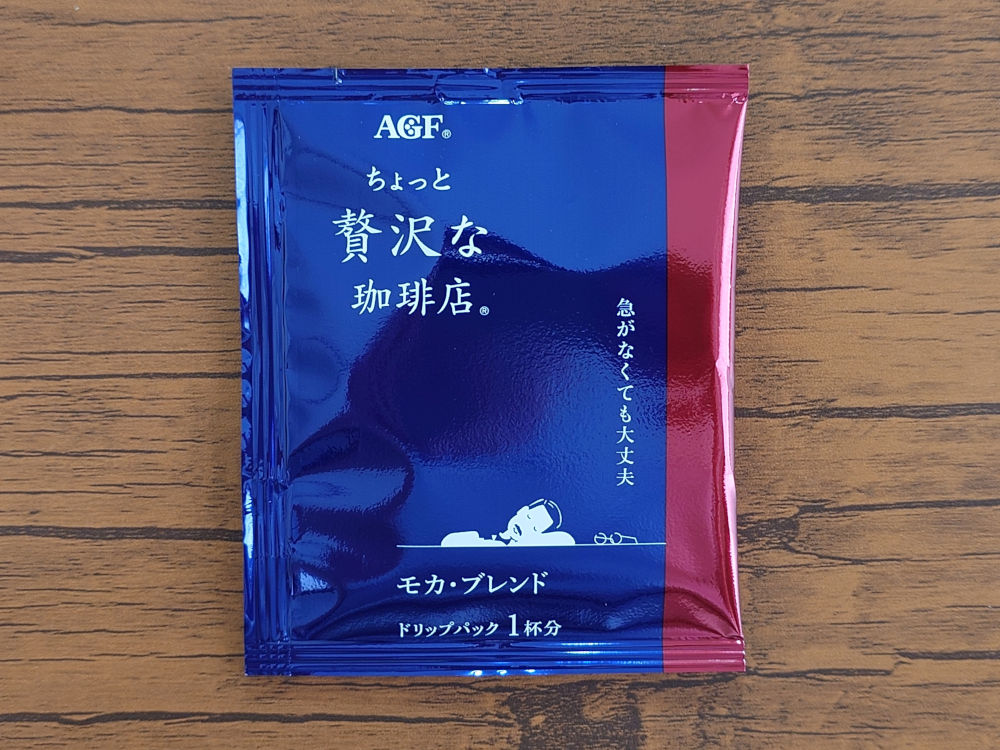 AGF®
ちょっと
贅沢な
珈琲店®
急がなくても大丈夫
モカ・ブレンド
ドリップパック 1杯分